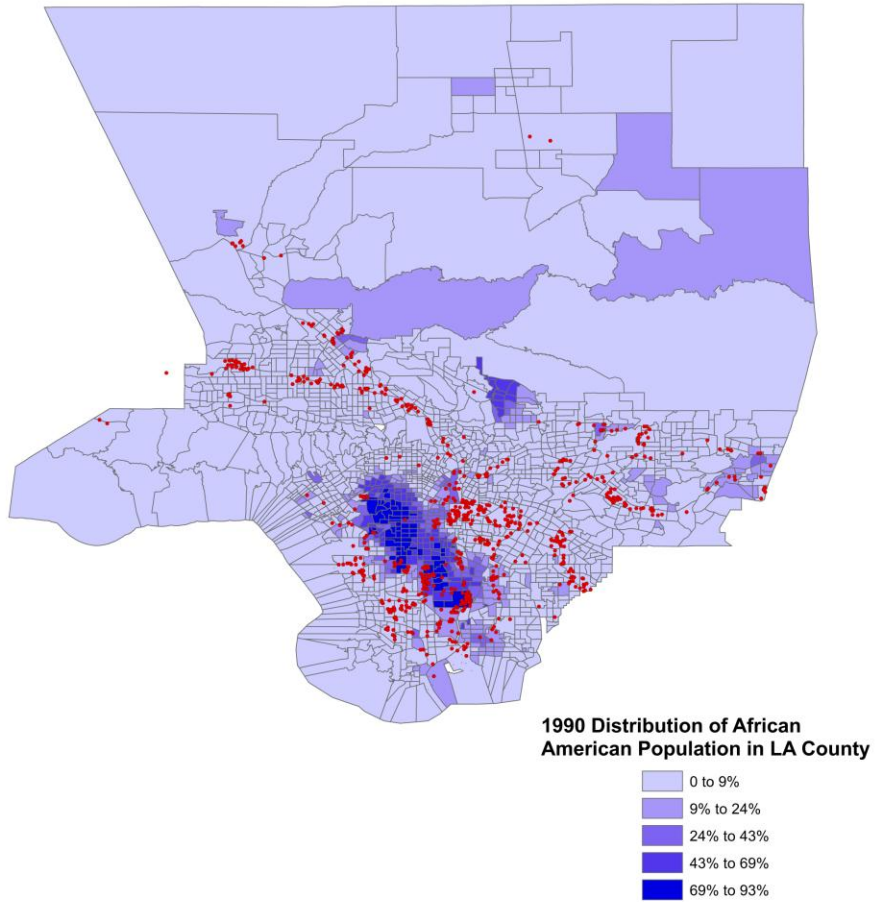 1990 Distribution of African
American Population in LA County
0 to 9%
9% to 24%
24% to 43%
43% to 69%
69% to 93%